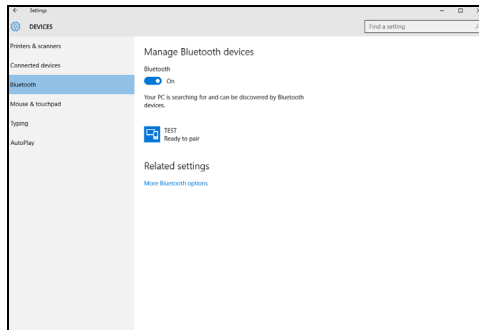 Settings
DEVICES
Find a setting
Printers & scanners
Connected devices
Bluetooth
Mouse & touchpad
Typing
AutoPlay
Manage Bluetooth devices
Bluetooth
On
Your PC is searching for and can be discovered by Bluetooth
devices.
TEST
Ready to pair
Related settings
More Bluetooth options